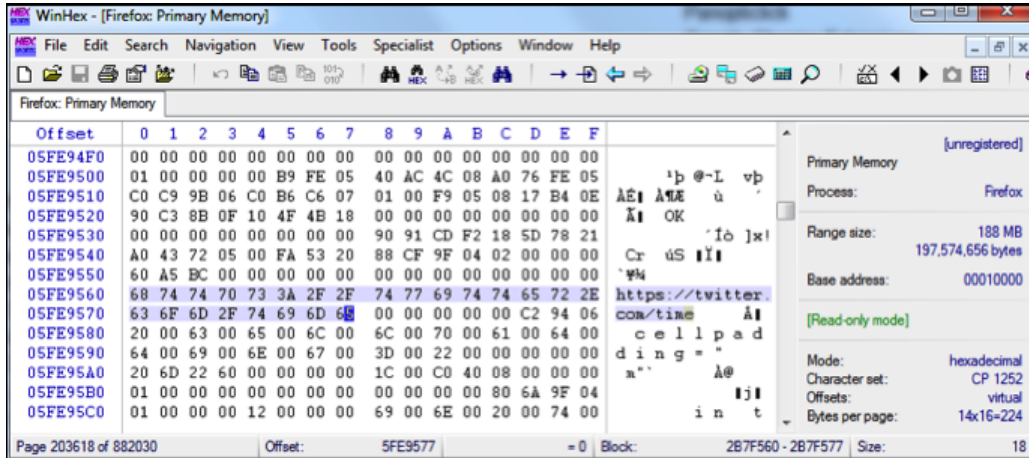 WinHex - [Firefox: Primary Memory]
File Edit Search Navigation View Tools Specialist Options Window Help
Firefox: Primary Memory
Offset 0 1 2 3 4 5 6 7 8 9 A B C D E F
05FE94F0 00 00 00 00 00 00 00 00 00 00 00 00 00 00 00 00
05FE9500 01 00 00 00 B9 FE 05 40 AC 4C 08 A0 76 FE 05 ¹þ @¬L vþ
05FE9510 C0 C9 9B 06 C0 B6 C6 07 01 00 F9 05 08 17 B4 0E ÀÉ À¶Æ ù ´
05FE9520 90 C3 8B 0F 10 4F 4B 18 Ã OK
05FE9530 00 00 00 00 00 00 00 00 90 91 CD F2 18 5D 78 21 ´Íò ]x!
05FE9540 A0 43 72 05 00 FA 53 20 88 CF 9F 04 02 00 00 00 Cr úS Ï
05FE9550 60 A5 BC 00 00 00 00 00 00 00 00 00 00 00 00 00 `¥¼
05FE9560 68 74 74 70 73 3A 2F 2F 74 77 69 74 74 65 72 2E https://twitter.
05FE9570 63 6F 6D 2F 74 69 6D 65 00 00 00 00 00 C2 94 06 com/time Â
05FE9580 20 00 63 00 65 00 6C 00 6C 00 70 00 61 00 64 00 c e l l p a d
05FE9590 64 00 69 00 6E 00 67 00 3D 00 22 00 00 00 00 00 d i n g = "
05FE95A0 20 6D 22 60 00 00 00 00 1C 00 C0 40 08 00 00 00 m"` À@
05FE95B0 01 00 00 00 00 00 00 00 00 00 00 00 80 6A 9F 04 j
05FE95C0 01 00 00 00 12 00 00 00 69 00 6E 00 20 00 74 00 i n t
[unregistered]
Primary Memory
Process: Firefox
Range size: 188 MB
197,574,656 bytes
Base address: 00010000
[Read-only mode]
Mode: hexadecimal
Character set: CP 1252
Offsets: virtual
Bytes per page: 14x16=224
Page 203618 of 882030 Offset: 5FE9577 = 0 Block: 2B7F560 - 2B7F577 Size: 18